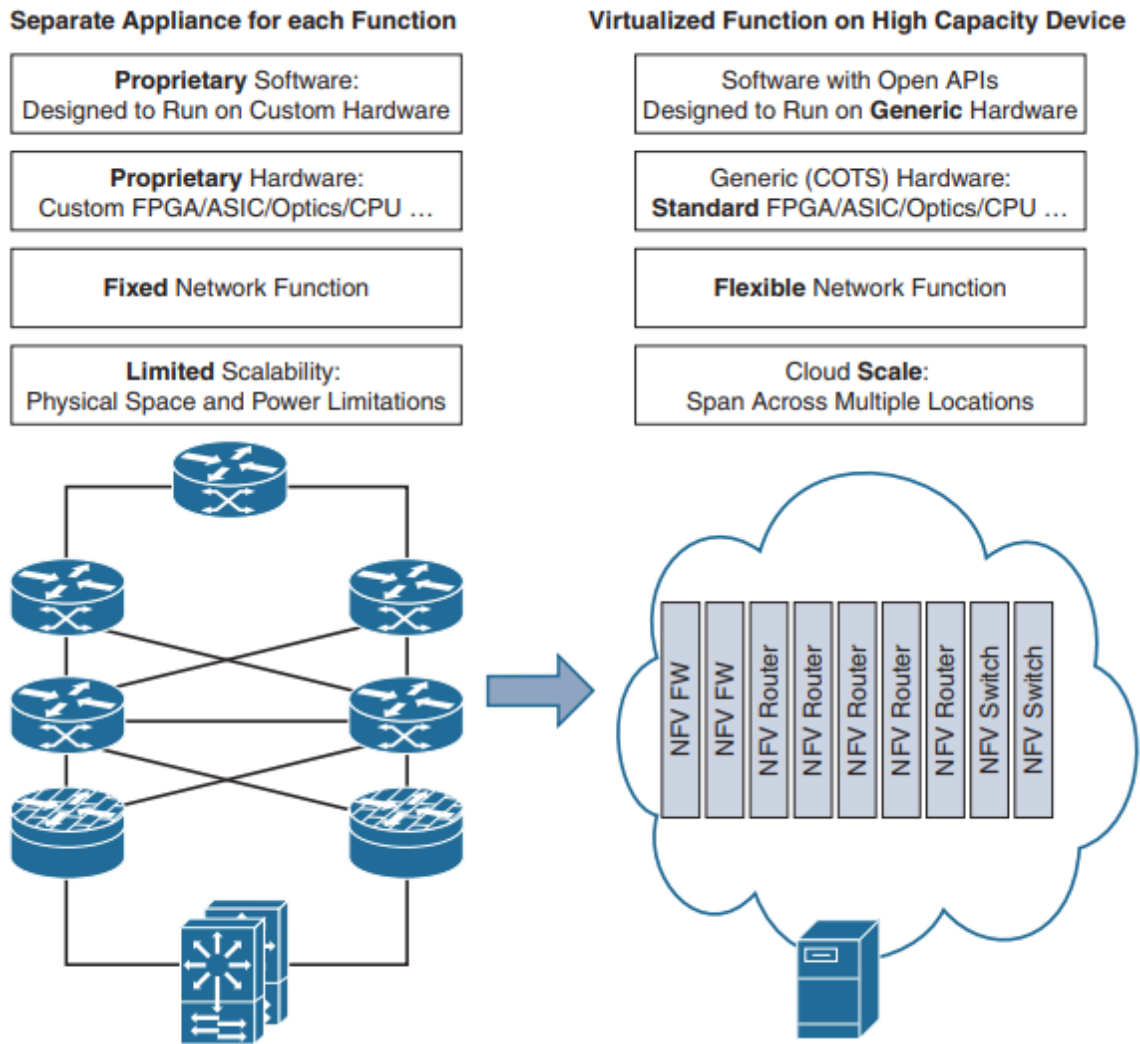 Separate Appliance for each Function
Proprietary Software:
Designed to Run on Custom Hardware
Proprietary Hardware:
Custom FPGA/ASIC/Optics/CPU ...
Fixed Network Function
Limited Scalability:
Physical Space and Power Limitations
Virtualized Function on High Capacity Device
Software with Open APIs
Designed to Run on Generic Hardware
Generic (COTS) Hardware:
Standard FPGA/ASIC/Optics/CPU ...
Flexible Network Function
Cloud Scale:
Span Across Multiple Locations
NFV FW
NFV FW
NFV Router
NFV Router
NFV Router
NFV Router
NFV Router
NFV Switch
NFV Switch